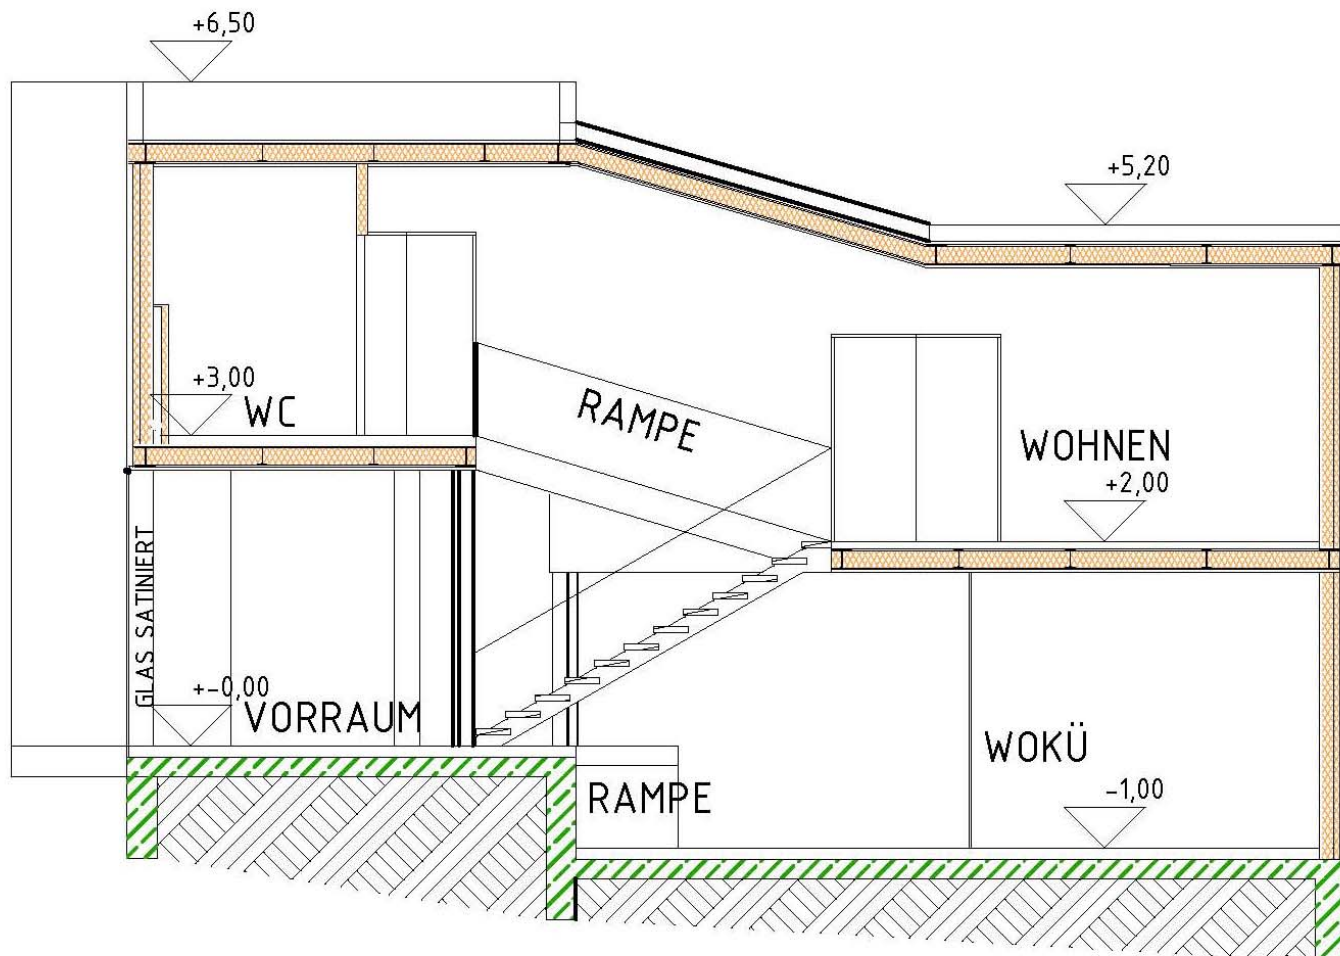 +6,50
+5,20
+3,00
WC
RAMPE
WOHNEN
+2,00
GLAS SATINIERT
+-0,00
VORRAUM
WOKÜ
RAMPE
-1,00